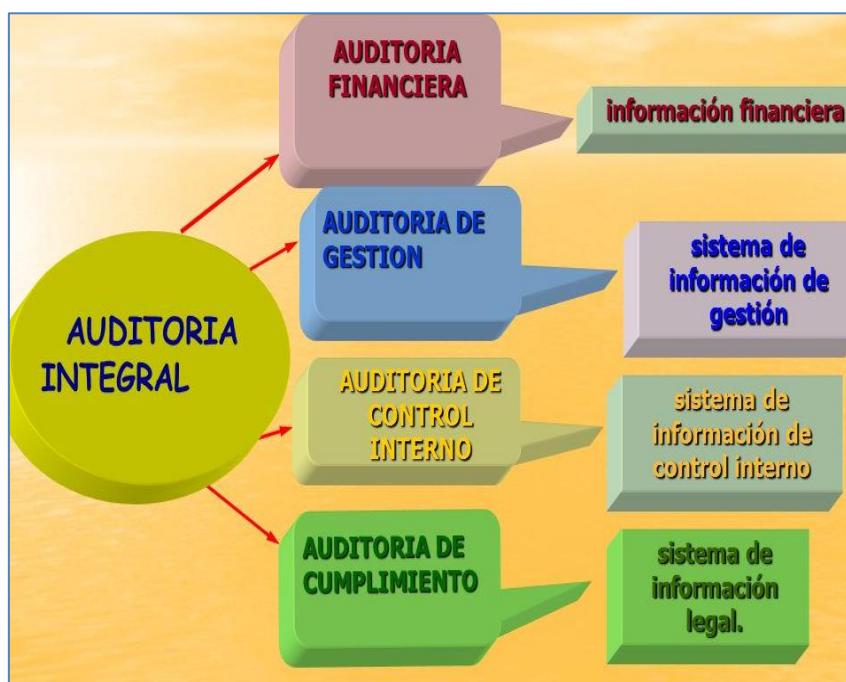 AUDITORIA
FINANCIERA
información financiera
AUDITORIA DE
GESTION
sistema de
información de
gestión
AUDITORIA
INTEGRAL
AUDITORIA DE
CONTROL
INTERNO
sistema de
información de
control interno
AUDITORIA DE
CUMPLIMIENTO
sistema de
información
legal.